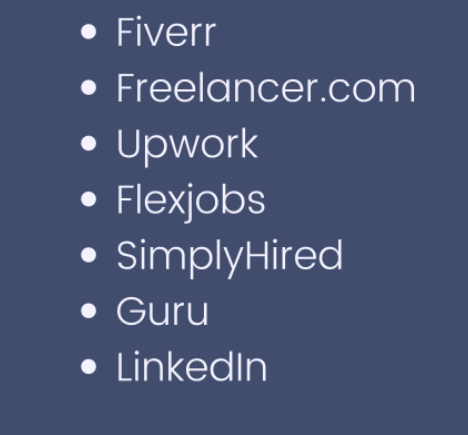 • Fiverr
• Freelancer.com
• Upwork
• Flexjobs
• SimplyHired
• Guru
• LinkedIn